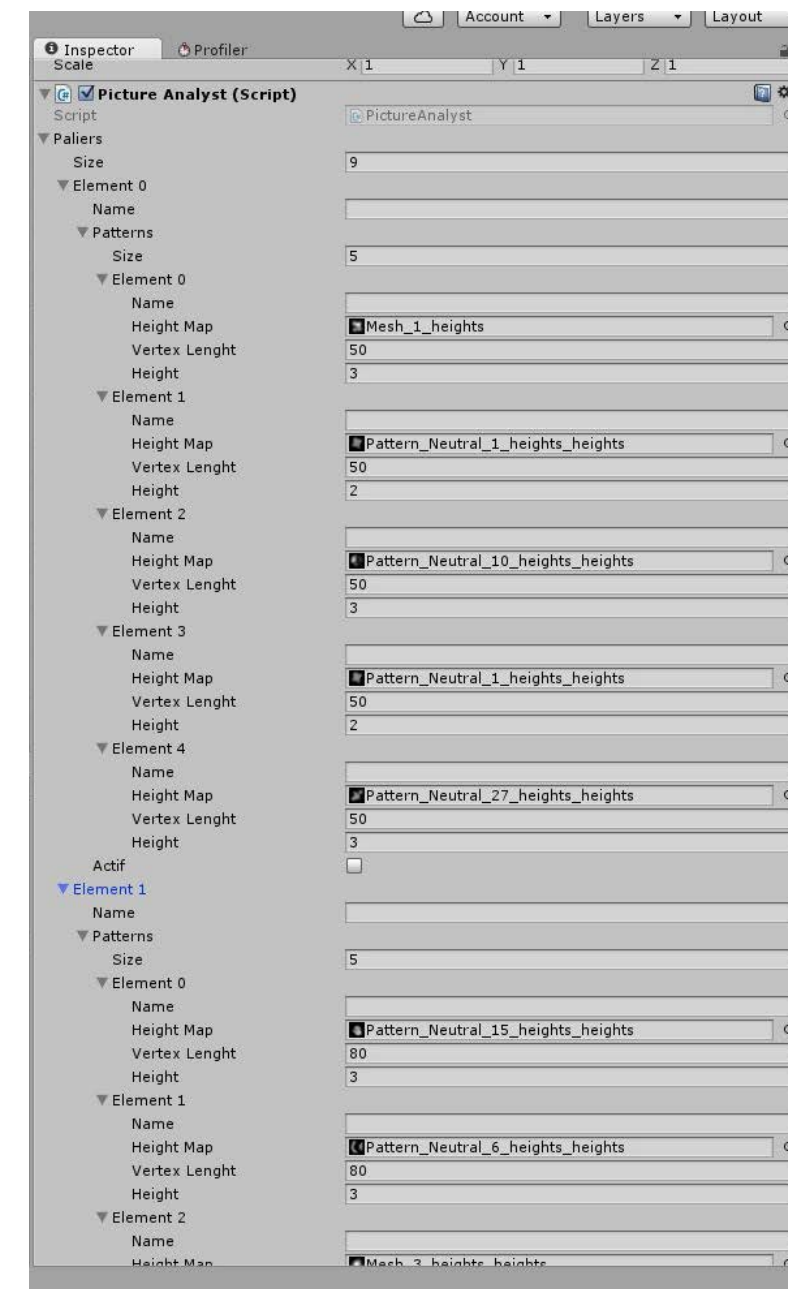 Account Layers Layout
Inspector Profiler
Scale X 1 Y 1 Z 1
Picture Analyst (Script)
Script PictureAnalyst
Paliers
Size 9
Element 0
Name
Patterns
Size 5
Element 0
Name
Height Map Mesh_1_heights
Vertex Lenght 50
Height 3
Element 1
Name
Height Map Pattern_Neutral_1_heights_heights
Vertex Lenght 50
Height 2
Element 2
Name
Height Map Pattern_Neutral_10_heights_heights
Vertex Lenght 50
Height 3
Element 3
Name
Height Map Pattern_Neutral_1_heights_heights
Vertex Lenght 50
Height 2
Element 4
Name
Height Map Pattern_Neutral_27_heights_heights
Vertex Lenght 50
Height 3
Actif
Element 1
Name
Patterns
Size 5
Element 0
Name
Height Map Pattern_Neutral_15_heights_heights
Vertex Lenght 80
Height 3
Element 1
Name
Height Map Pattern_Neutral_6_heights_heights
Vertex Lenght 80
Height 3
Element 2
Name
Height Map Mesh_3_heights_heights